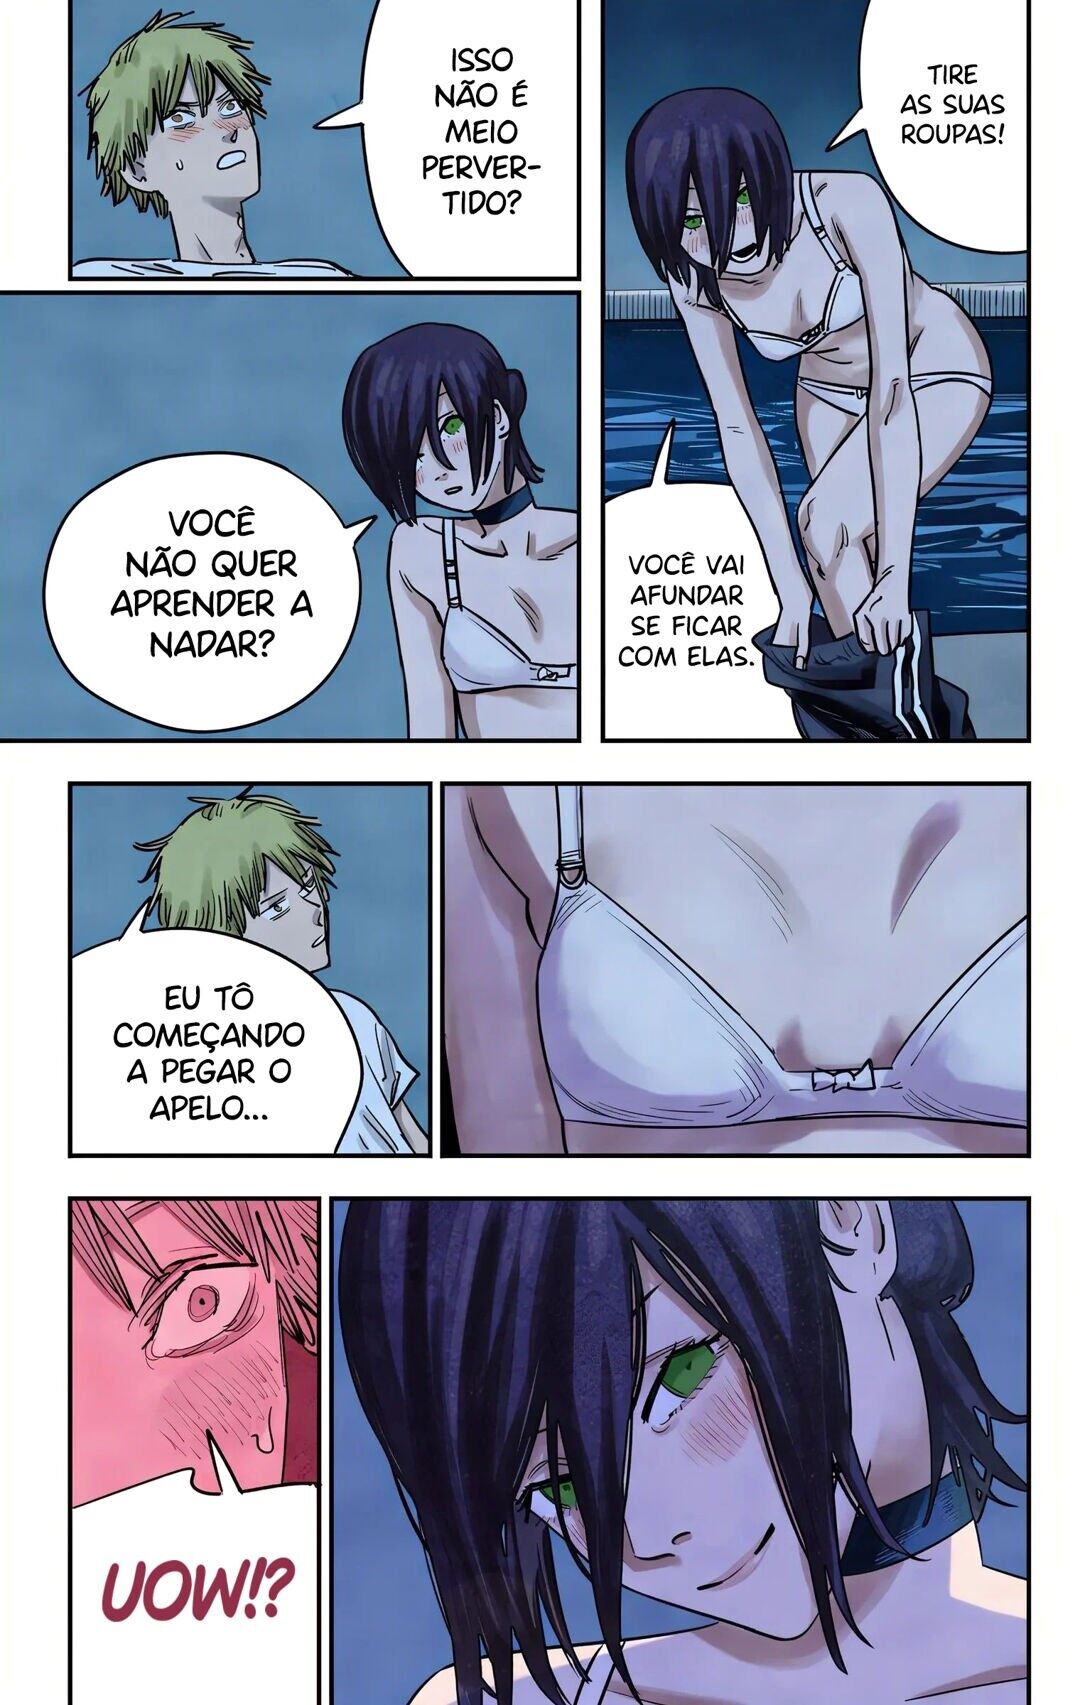 TIRE
AS SUAS
ROUPAS!
VOCÊ VAI
AFUNDAR
SE FICAR
COM ELAS.
ISSO
NÃO É
MEIO
PERVER-
TIDO?
VOCÊ
NÃO QUER
APRENDER A
NADAR?
EU TÔ
COMEÇANDO
A PEGAR O
APELO...
UOW!?